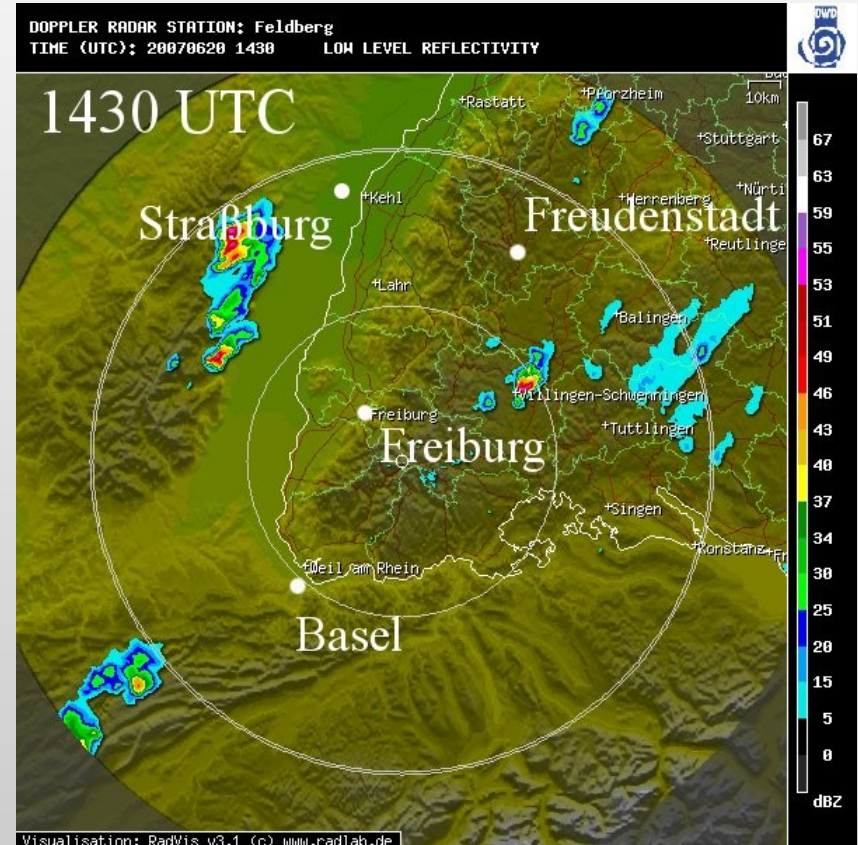 DOPPLER RADAR STATION: Feldberg
TIME (UTC): 20070620 1430 LOW LEVEL REFLECTIVITY
DWD
1430 UTC
+Rastatt
+Pforzheim
10km
+Stuttgart
+Kehl
+Herrenberg
+Nürti
Straßburg
Freudenstadt
+Reutlinge
+Lahr
+Balingen
+Villingen-Schwenningen
+Freiburg
+Tuttlingen
Freiburg
+Singen
+Konstanz
+Fr
+Weil am Rhein
Basel
67
63
59
55
53
51
49
46
43
40
37
34
30
25
20
15
5
0
dBZ
Visualisation: RadVis v3.1 (c) www.radlab.de